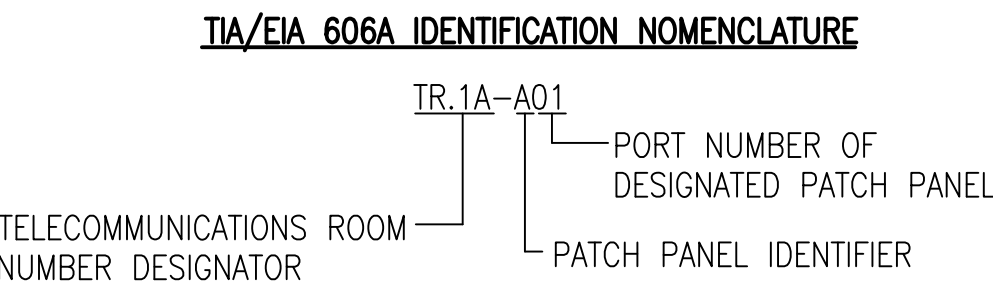 TIA/EIA 606A IDENTIFICATION NOMENCLATURE
TR.1A-A01
PORT NUMBER OF
DESIGNATED PATCH PANEL
TELECOMMUNICATIONS ROOM
NUMBER DESIGNATOR
PATCH PANEL IDENTIFIER